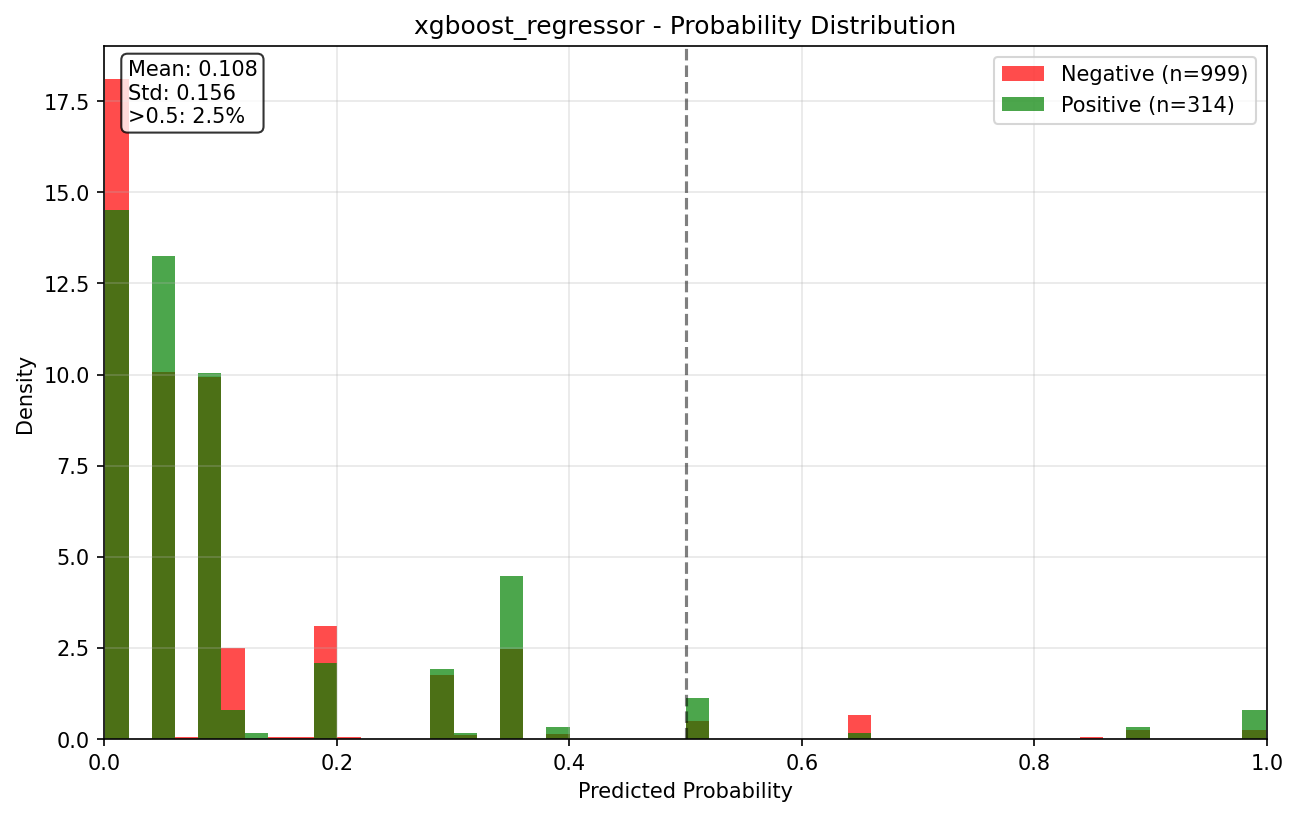 xgboost_regressor - Probability Distribution
Mean: 0.108
Std: 0.156
>0.5: 2.5%
Negative (n=999)
Positive (n=314)
17.5
15.0
12.5
10.0
7.5
5.0
2.5
0.0
Density
0.0 0.2 0.4 0.6 0.8 1.0
Predicted Probability